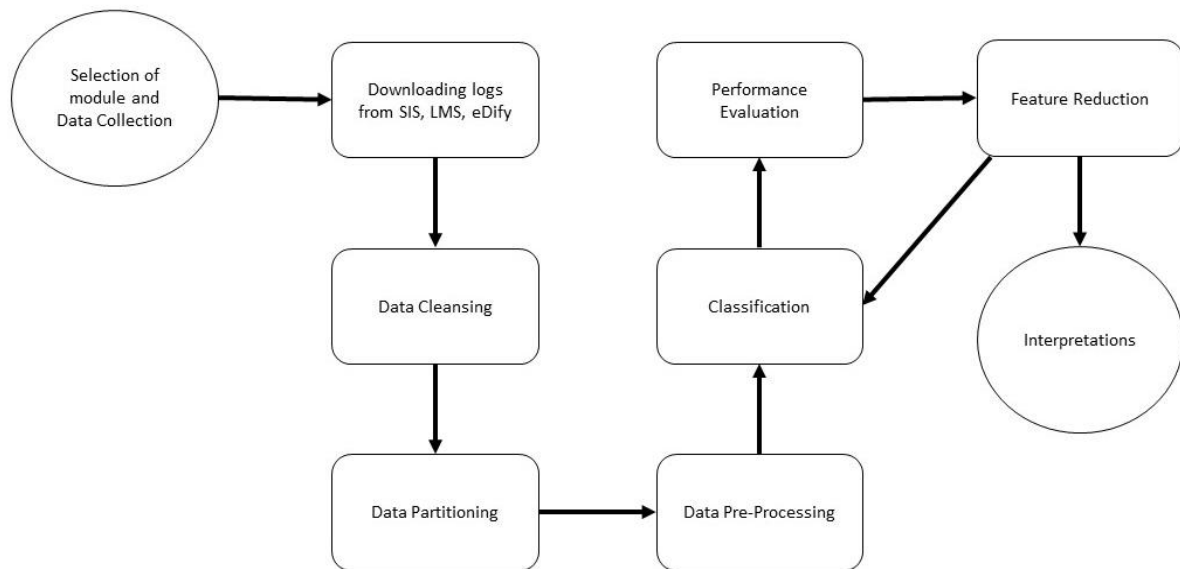 Selection of
module and
Data Collection
Downloading logs
from SIS, LMS, eDify
Data Cleansing
Data Partitioning
Data Pre-Processing
Classification
Performance
Evaluation
Feature Reduction
Interpretations